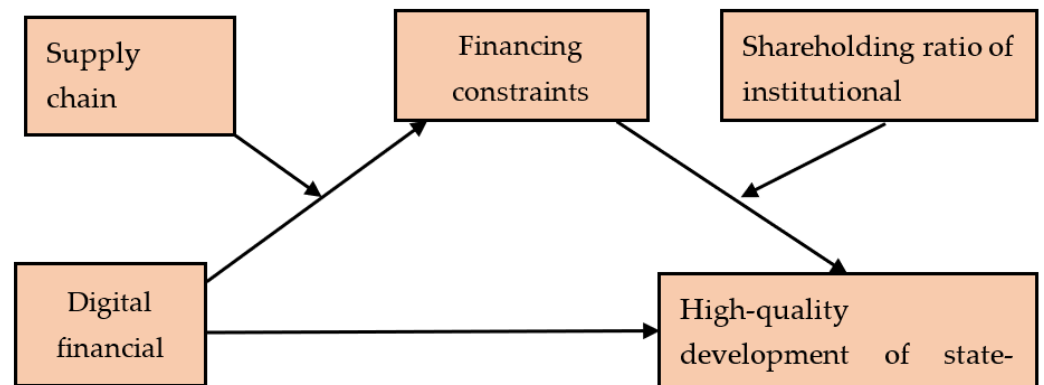 Supply
chain
Financing
constraints
Shareholding ratio of
institutional
Digital
financial
High-quality
development of state-